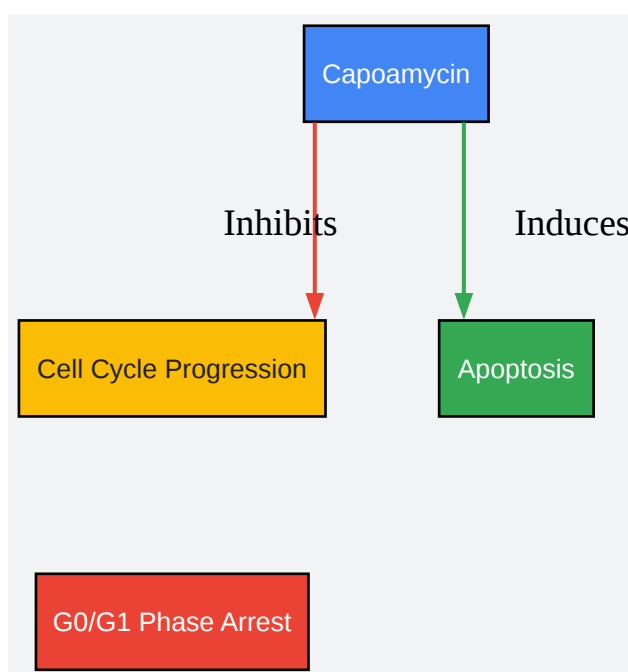 Capoamycin
Inhibits
Induces
Cell Cycle Progression
Apoptosis
G0/G1 Phase Arrest